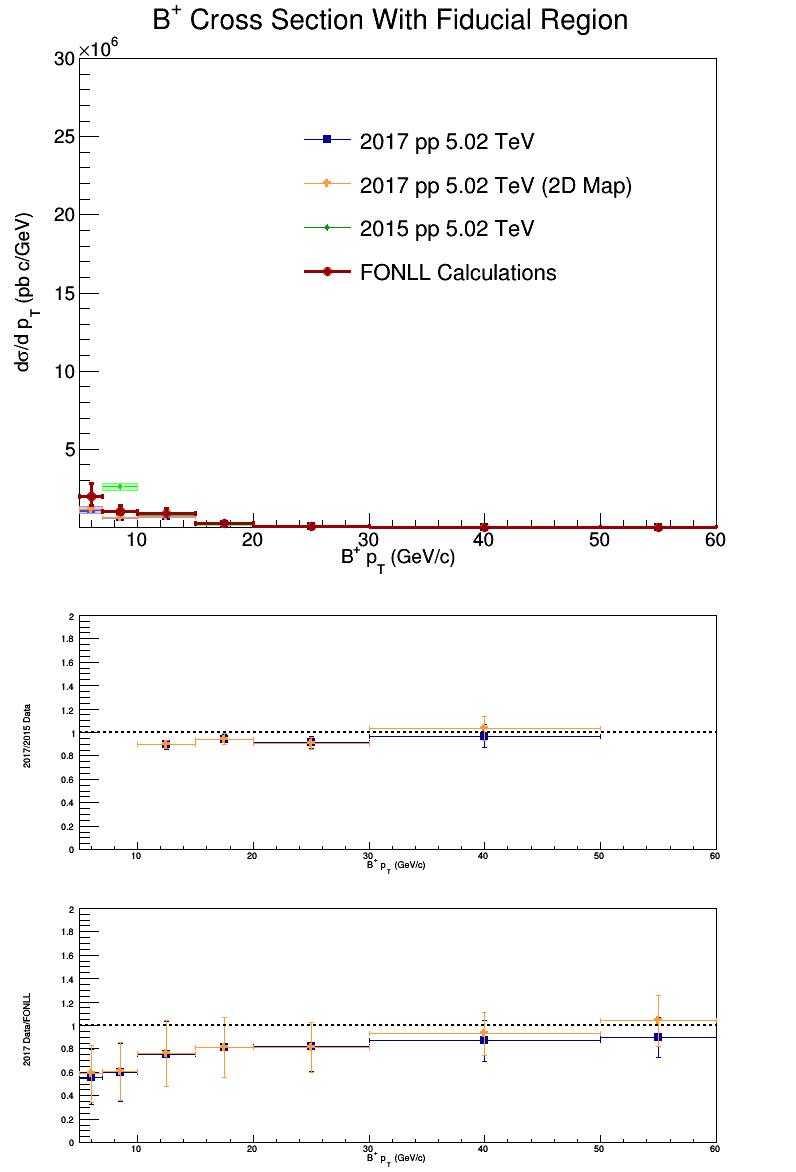 B+ Cross Section With Fiducial Region
×10^6
30
25
20
15
10
5
dσ/d p_T (pb c/GeV)
2017 pp 5.02 TeV
2017 pp 5.02 TeV (2D Map)
2015 pp 5.02 TeV
FONLL Calculations
10 20 30 40 50 60
B+ p_T (GeV/c)
2
1.8
1.6
1.4
1.2
1
0.8
0.6
0.4
0.2
0
2017/2015 Data
10 20 30 40 50 60
B+ p_T (GeV/c)
2
1.8
1.6
1.4
1.2
1
0.8
0.6
0.4
0.2
0
2017 Data/FONLL
10 20 30 40 50 60
B+ p_T (GeV/c)